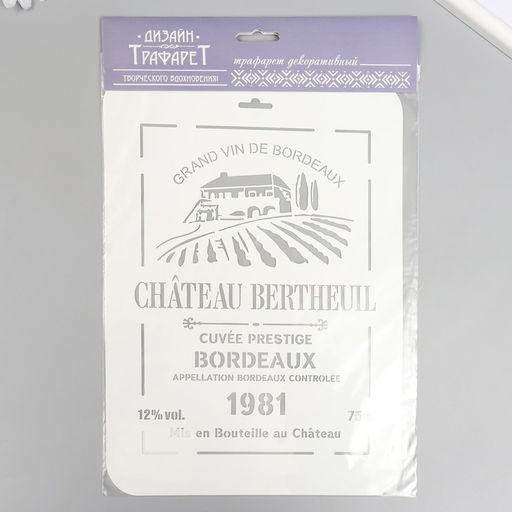 ДИЗАЙН
ТРАФАРЕТ
ТВОРЧЕСКОГО ВДОХНОВЕНИЯ!
трафарет декоративный
GRAND VIN DE BORDEAUX
CHÂTEAU BERTHEUIL
CUVÉE PRESTIGE
BORDEAUX
APPELLATION BORDEAUX CONTROLÉE
1981
12% vol. 75
Mis en Bouteille au Château